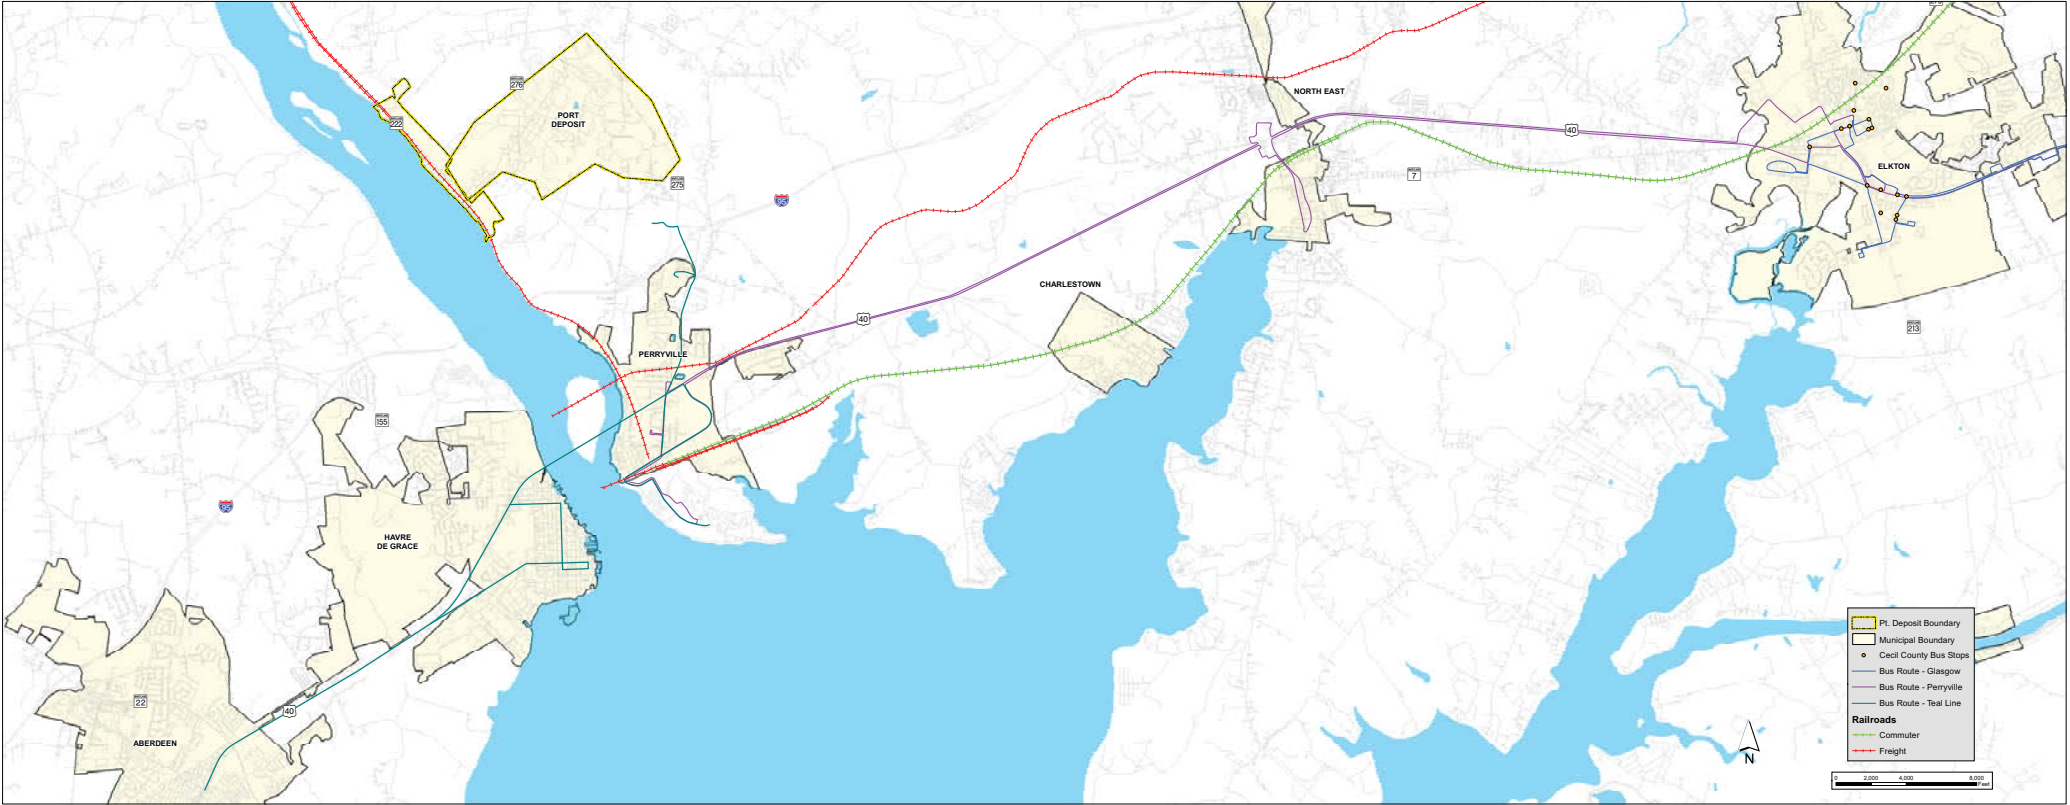 276
PORT
DEPOSIT
222
275
95
NORTH EAST
40
7
ELKTON
213
CHARLESTOWN
40
PERRYVILLE
155
95
HAVRE
DE GRACE
22
40
ABERDEEN
Pt. Deposit Boundary
Municipal Boundary
Cecil County Bus Stops
Bus Route - Glasgow
Bus Route - Perryville
Bus Route - Teal Line
Railroads
Commuter
Freight
N
0 2,000 4,000 8,000
Feet